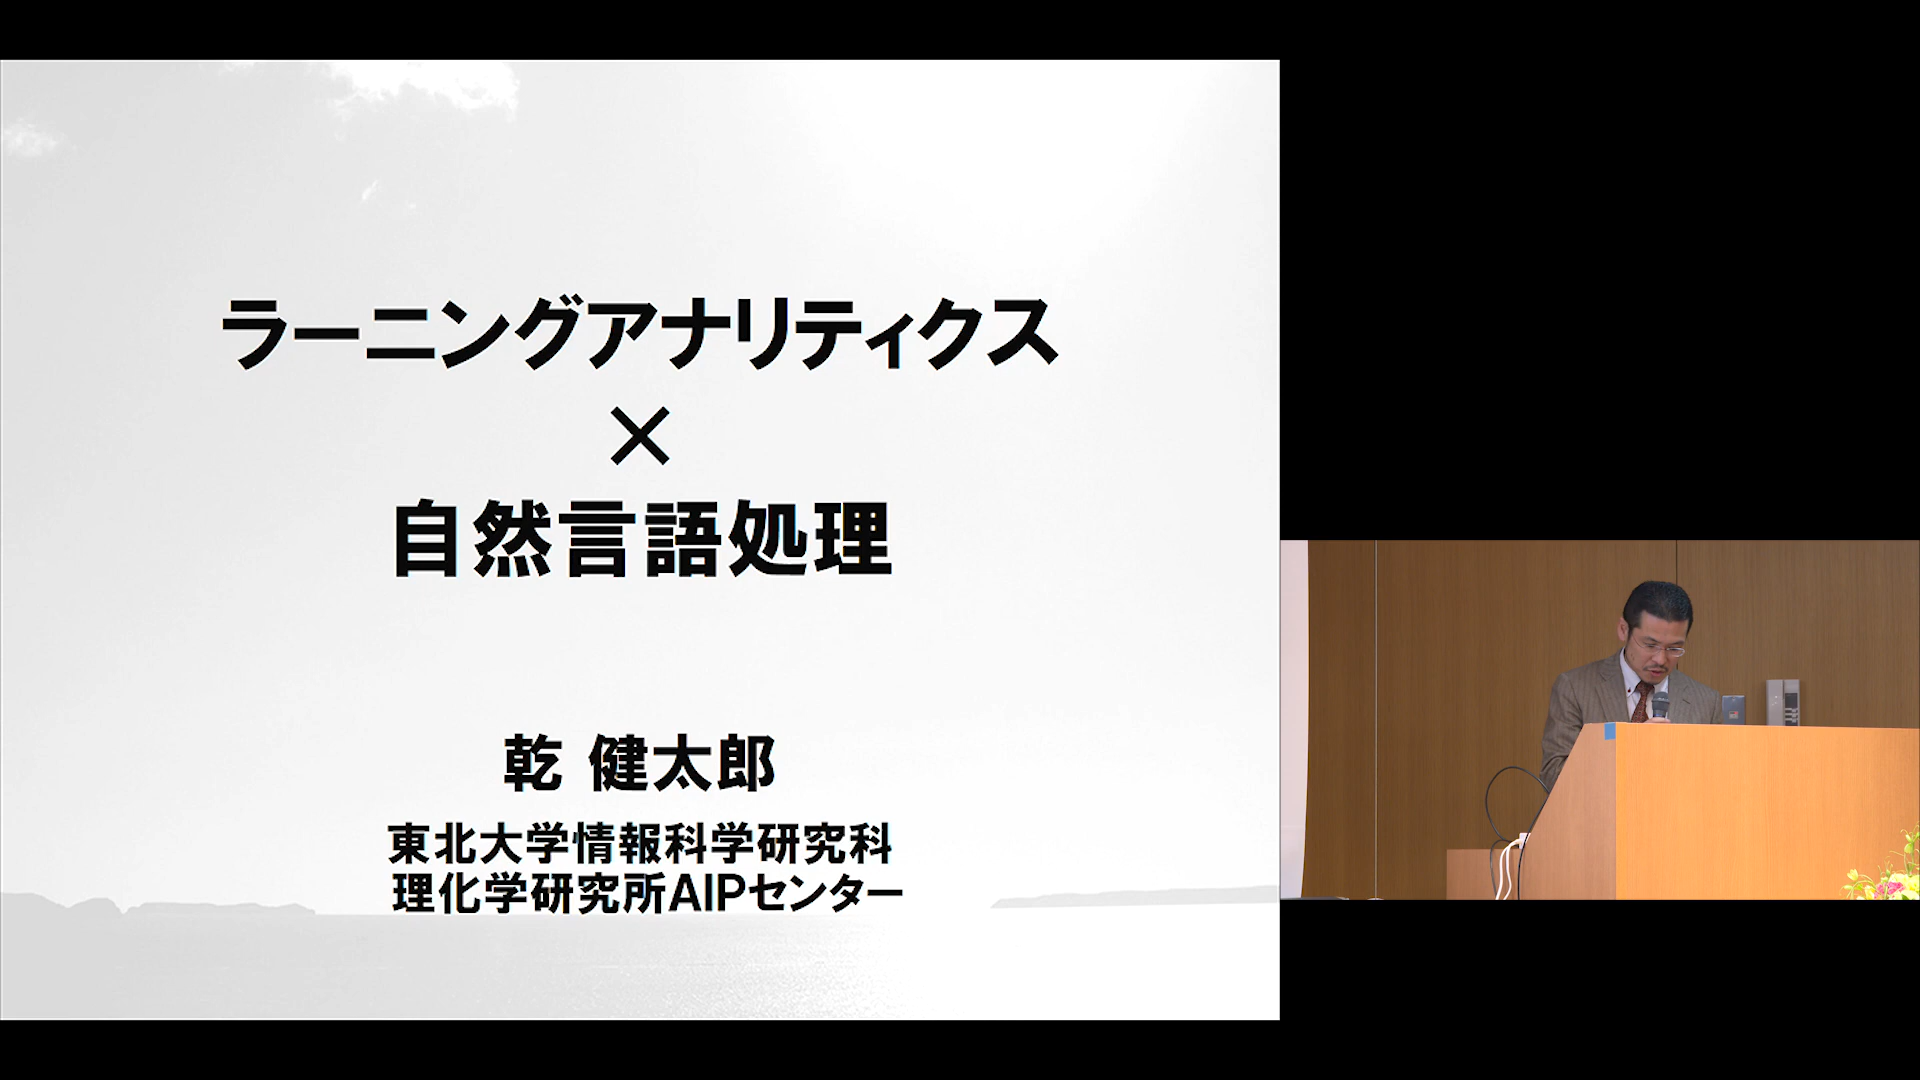 ラーニングアナリティクス
×
自然言語処理
乾 健太郎
東北大学情報科学研究科
理化学研究所AIPセンター